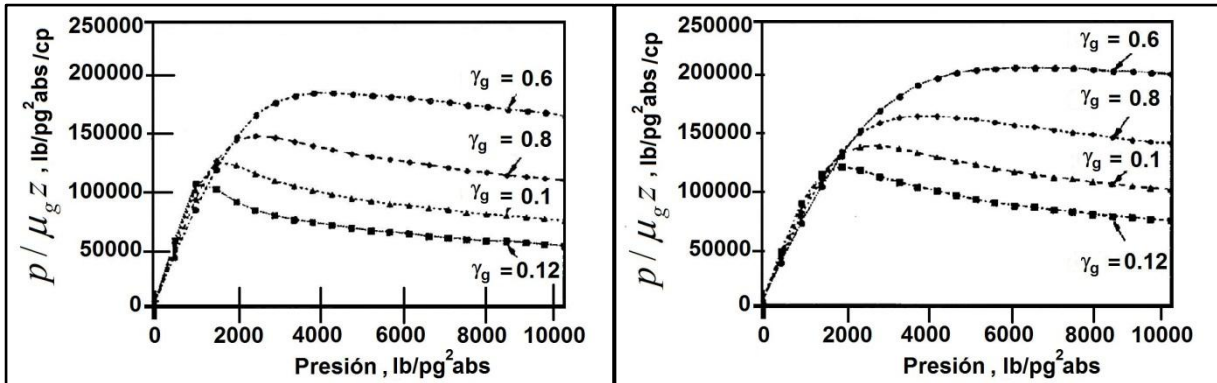 p / μg z , lb/pg²abs/cp
250000
200000
150000
100000
50000
0
γg = 0.6
γg = 0.8
γg = 0.1
γg = 0.12
0 2000 4000 6000 8000 10000
Presión , lb/pg²abs
p / μg z , lb/pg²abs/cp
250000
200000
150000
100000
50000
0
γg = 0.6
γg = 0.8
γg = 0.1
γg = 0.12
0 2000 4000 6000 8000 10000
Presión , lb/pg²abs